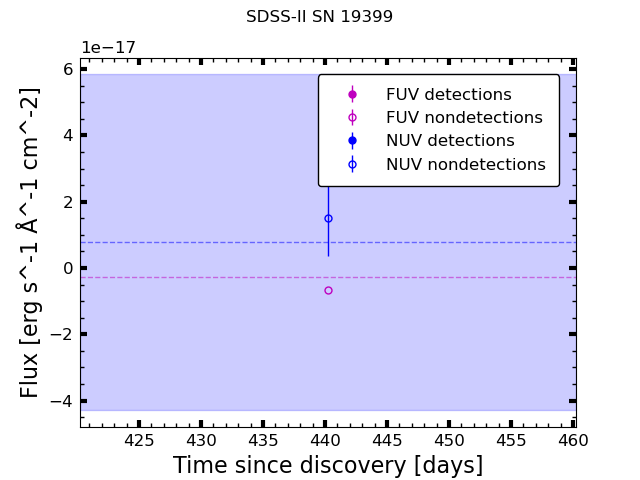 SDSS-II SN 19399
1e−17
FUV detections
FUV nondetections
NUV detections
NUV nondetections
6
4
2
0
−2
−4
Flux [erg s^-1 Å^-1 cm^-2]
425 430 435 440 445 450 455 460
Time since discovery [days]